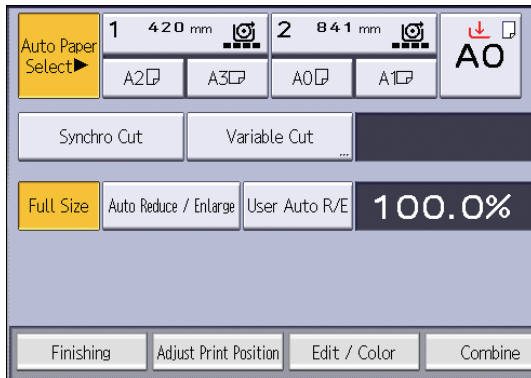 Auto Paper
Select▶
1 420 mm
2 841 mm
A2
A3
A0
A1
A0
Synchro Cut
Variable Cut
...
Full Size
Auto Reduce / Enlarge
User Auto R/E
100.0%
Finishing
Adjust Print Position
Edit / Color
Combine